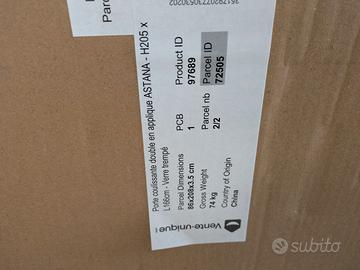 Porte coulissante double en applique ASTANA - H205 x
L166cm - Verre trempé
Product ID
97689
Parcel ID
72505
PCB
1
Parcel nb
2/2
Parcel Dimensions
86x208x3.5 cm
Gross Weight
74 kg
Country of Origin
China
Vente-unique
subito